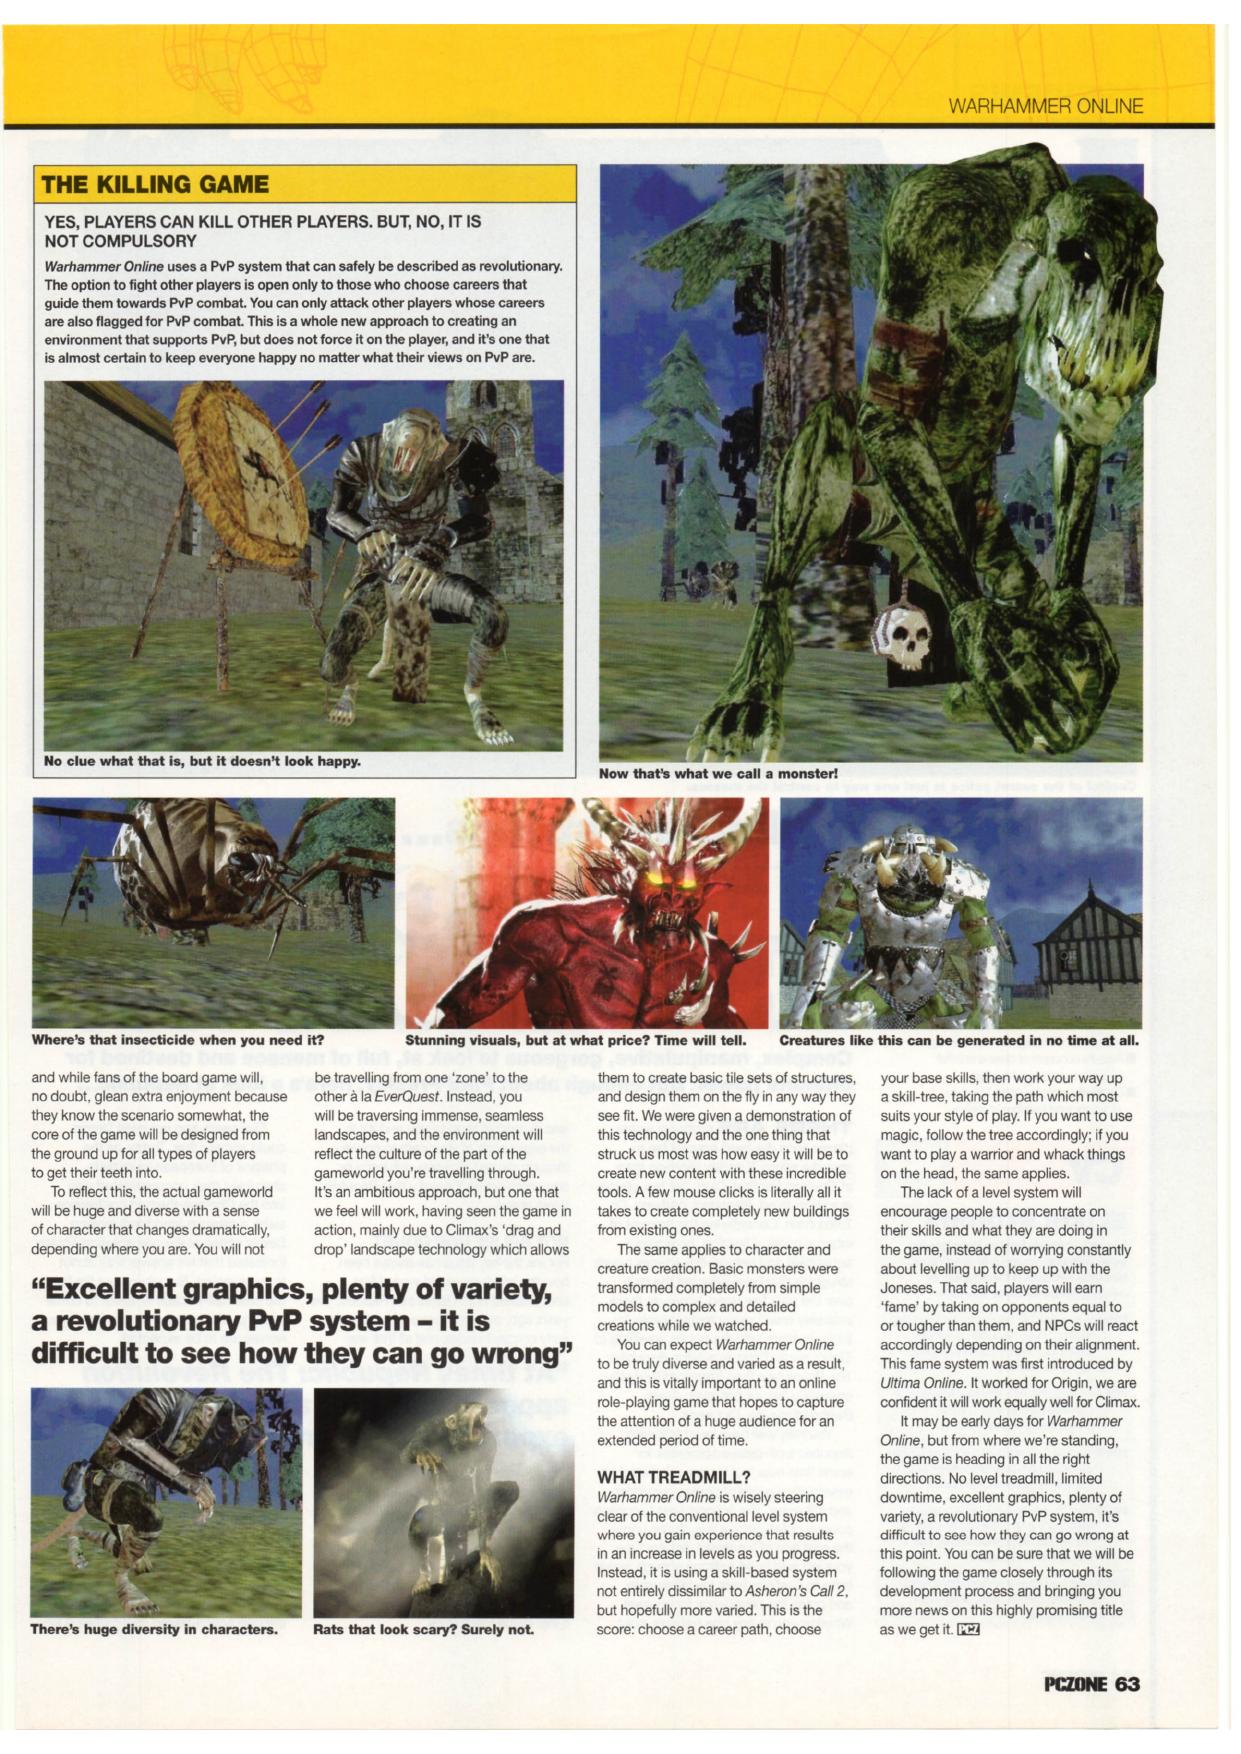 WARHAMMER ONLINE
THE KILLING GAME
YES, PLAYERS CAN KILL OTHER PLAYERS. BUT, NO, IT IS
NOT COMPULSORY
Warhammer Online uses a PvP system that can safely be described as revolutionary.
The option to fight other players is open only to those who choose careers that
guide them towards PvP combat. You can only attack other players whose careers
are also flagged for PvP combat. This is a whole new approach to creating an
environment that supports PvP, but does not force it on the player, and it's one that
is almost certain to keep everyone happy no matter what their views on PvP are.
No clue what that is, but it doesn't look happy.
Now that's what we call a monster!
Where's that insecticide when you need it?
Stunning visuals, but at what price? Time will tell.
Creatures like this can be generated in no time at all.
and while fans of the board game will,
no doubt, glean extra enjoyment because
they know the scenario somewhat, the
core of the game will be designed from
the ground up for all types of players
to get their teeth into.
To reflect this, the actual gameworld
will be huge and diverse with a sense
of character that changes dramatically,
depending where you are. You will not
be travelling from one 'zone' to the
other à la EverQuest. Instead, you
will be traversing immense, seamless
landscapes, and the environment will
reflect the culture of the part of the
gameworld you're travelling through.
It's an ambitious approach, but one that
we feel will work, having seen the game in
action, mainly due to Climax's 'drag and
drop' landscape technology which allows
"Excellent graphics, plenty of variety,
a revolutionary PvP system – it is
difficult to see how they can go wrong"
There's huge diversity in characters.
Rats that look scary? Surely not.
them to create basic tile sets of structures,
and design them on the fly in any way they
see fit. We were given a demonstration of
this technology and the one thing that
struck us most was how easy it will be to
create new content with these incredible
tools. A few mouse clicks is literally all it
takes to create completely new buildings
from existing ones.
The same applies to character and
creature creation. Basic monsters were
transformed completely from simple
models to complex and detailed
creations while we watched.
You can expect Warhammer Online
to be truly diverse and varied as a result,
and this is vitally important to an online
role-playing game that hopes to capture
the attention of a huge audience for an
extended period of time.
WHAT TREADMILL?
Warhammer Online is wisely steering
clear of the conventional level system
where you gain experience that results
in an increase in levels as you progress.
Instead, it is using a skill-based system
not entirely dissimilar to Asheron's Call 2,
but hopefully more varied. This is the
score: choose a career path, choose
your base skills, then work your way up
a skill-tree, taking the path which most
suits your style of play. If you want to use
magic, follow the tree accordingly; if you
want to play a warrior and whack things
on the head, the same applies.
The lack of a level system will
encourage people to concentrate on
their skills and what they are doing in
the game, instead of worrying constantly
about levelling up to keep up with the
Joneses. That said, players will earn
'fame' by taking on opponents equal to
or tougher than them, and NPCs will react
accordingly depending on their alignment.
This fame system was first introduced by
Ultima Online. It worked for Origin, we are
confident it will work equally well for Climax.
It may be early days for Warhammer
Online, but from where we're standing,
the game is heading in all the right
directions. No level treadmill, limited
downtime, excellent graphics, plenty of
variety, a revolutionary PvP system, it's
difficult to see how they can go wrong at
this point. You can be sure that we will be
following the game closely through its
development process and bringing you
more news on this highly promising title
as we get it. PCZ
PCZONE 63